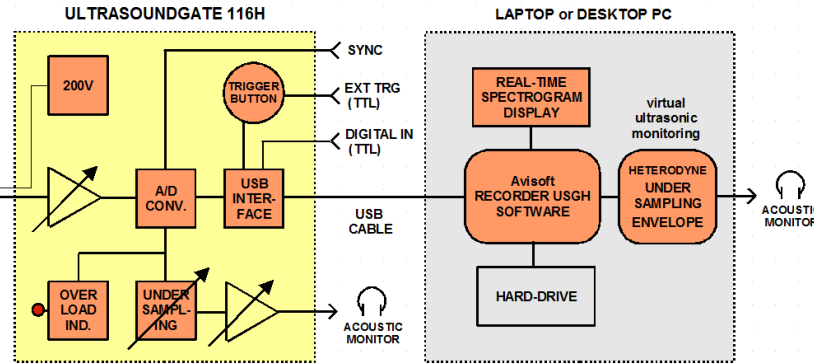 ULTRASOUNDGATE 116H
LAPTOP or DESKTOP PC
200V
TRIGGER
BUTTON
SYNC
EXT TRG
(TTL)
DIGITAL IN
(TTL)
A/D
CONV.
USB
INTER-
FACE
USB
CABLE
OVER
LOAD
IND.
UNDER
SAMPL-
ING
ACOUSTIC
MONITOR
REAL-TIME
SPECTROGRAM
DISPLAY
virtual
ultrasonic
monitoring
Avisoft
RECORDER USGH
SOFTWARE
HETERODYNE
UNDER
SAMPLING
ENVELOPE
HARD-DRIVE
ACOUSTIC
MONITOR